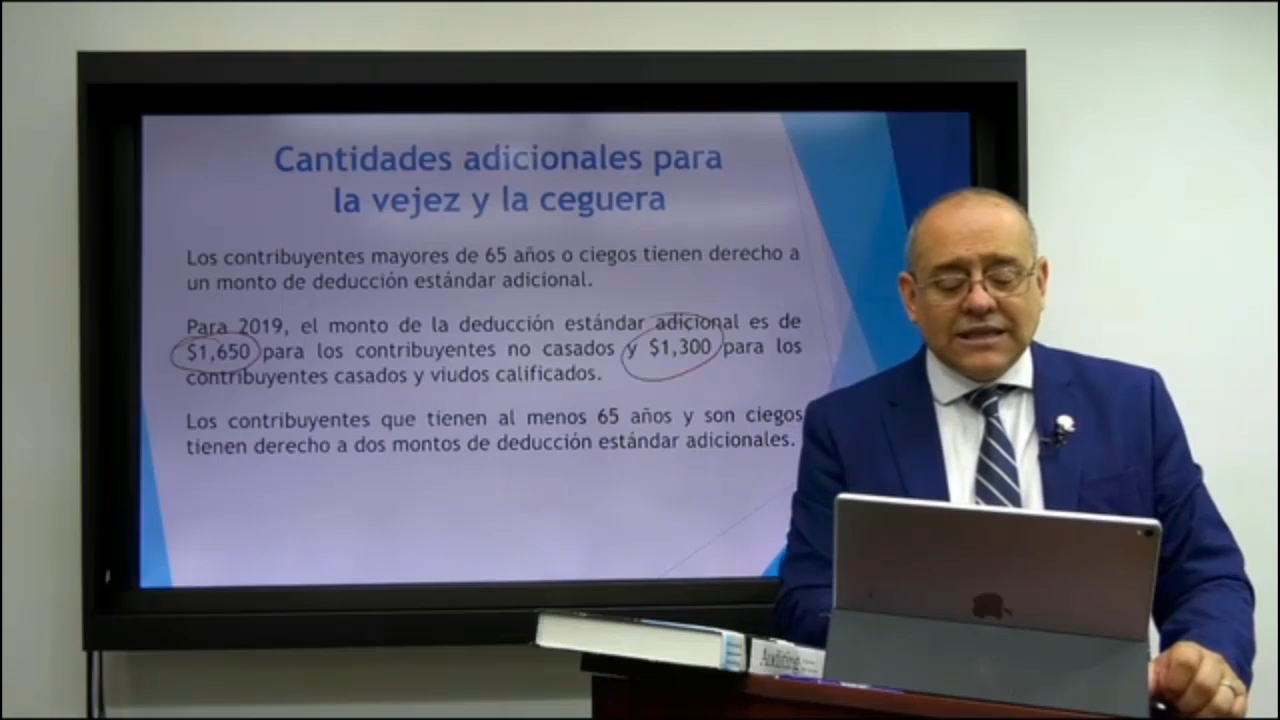 Cantidades adicionales para
la vejez y la ceguera
Los contribuyentes mayores de 65 años o ciegos tienen derecho a
un monto de deducción estándar adicional.
Para 2019, el monto de la deducción estándar adicional es de
$1,650 para los contribuyentes no casados y $1,300 para los
contribuyentes casados y viudos calificados.
Los contribuyentes que tienen al menos 65 años y son ciegos
tienen derecho a dos montos de deducción estándar adicionales.
Auditing